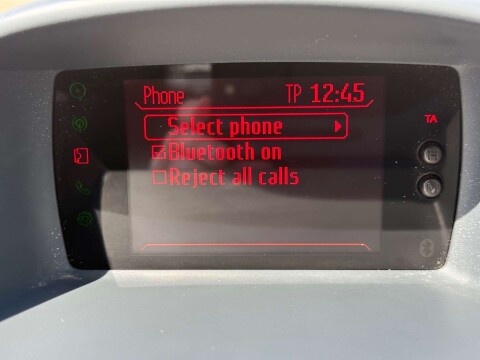 Phone TP 12:45
Select phone
TA
Bluetooth on
Reject all calls